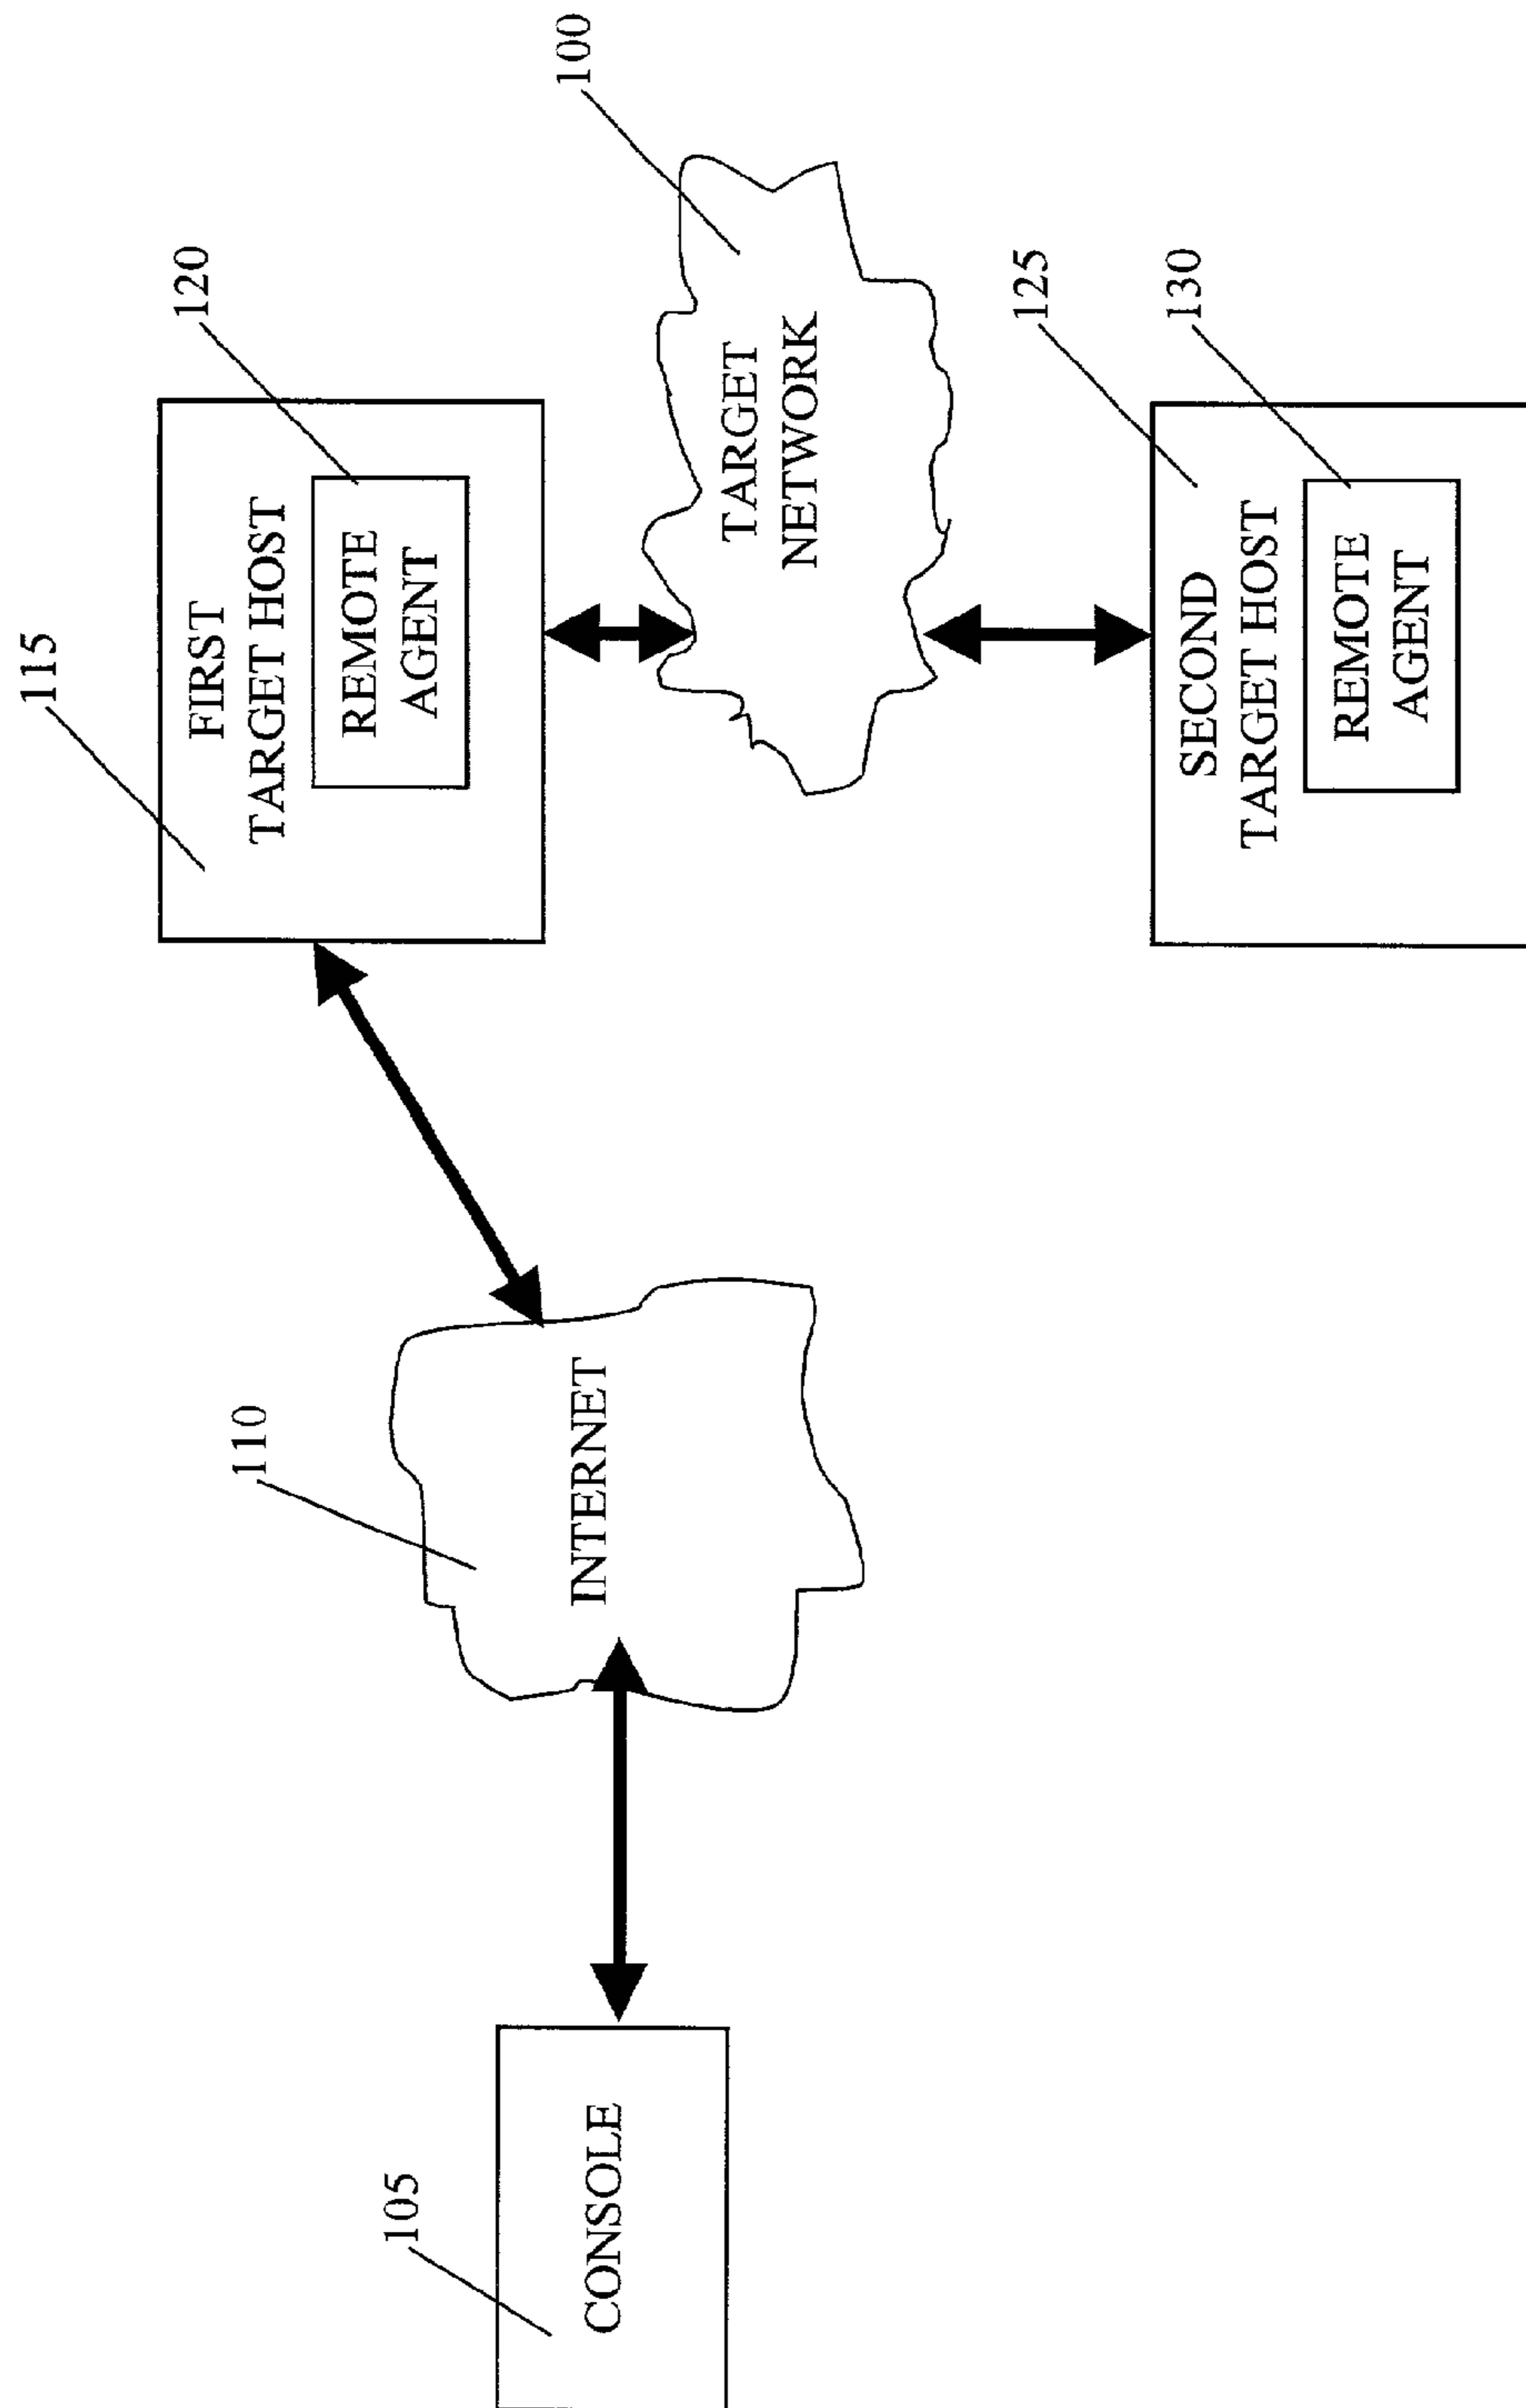 115
FIRST
TARGET HOST
120
REMOTE
AGENT
100
TARGET
NETWORK
110
INTERNET
105
CONSOLE
125
SECOND
TARGET HOST
130
REMOTE
AGENT